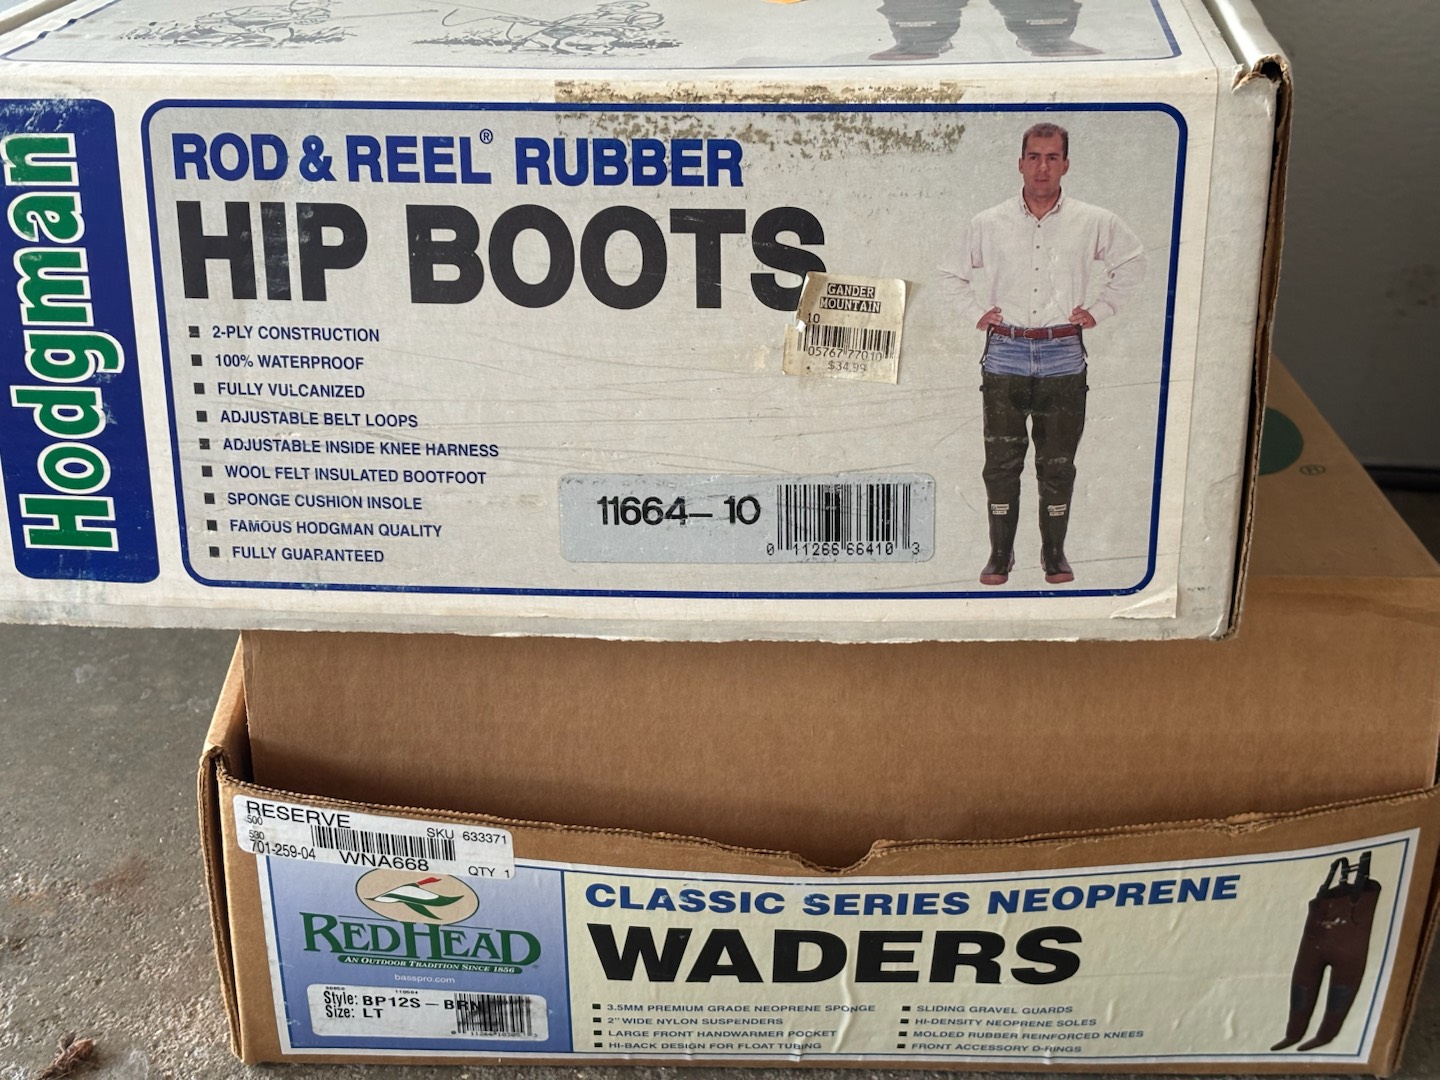 Hodgman
ROD & REEL® RUBBER
HIP BOOTS
2-PLY CONSTRUCTION
100% WATERPROOF
FULLY VULCANIZED
ADJUSTABLE BELT LOOPS
ADJUSTABLE INSIDE KNEE HARNESS
WOOL FELT INSULATED BOOTFOOT
SPONGE CUSHION INSOLE
FAMOUS HODGMAN QUALITY
FULLY GUARANTEED
GANDER
MOUNTAIN
10
05767 77010
$34.99
11664-10
0 11266 66410 3
RESERVE
500
SKU 633371
530
701-259-04
WNA668
QTY 1
REDHEAD
AN OUTDOOR TRADITION SINCE 1856
basspro.com
Style: BP12S-BRN
Size: LT
CLASSIC SERIES NEOPRENE
WADERS
3.5MM PREMIUM GRADE NEOPRENE SPONGE
2" WIDE NYLON SUSPENDERS
LARGE FRONT HANDWARMER POCKET
HI-BACK DESIGN FOR FLOAT TUBING
SLIDING GRAVEL GUARDS
HI-DENSITY NEOPRENE SOLES
MOLDED RUBBER REINFORCED KNEES
FRONT ACCESSORY D-RINGS